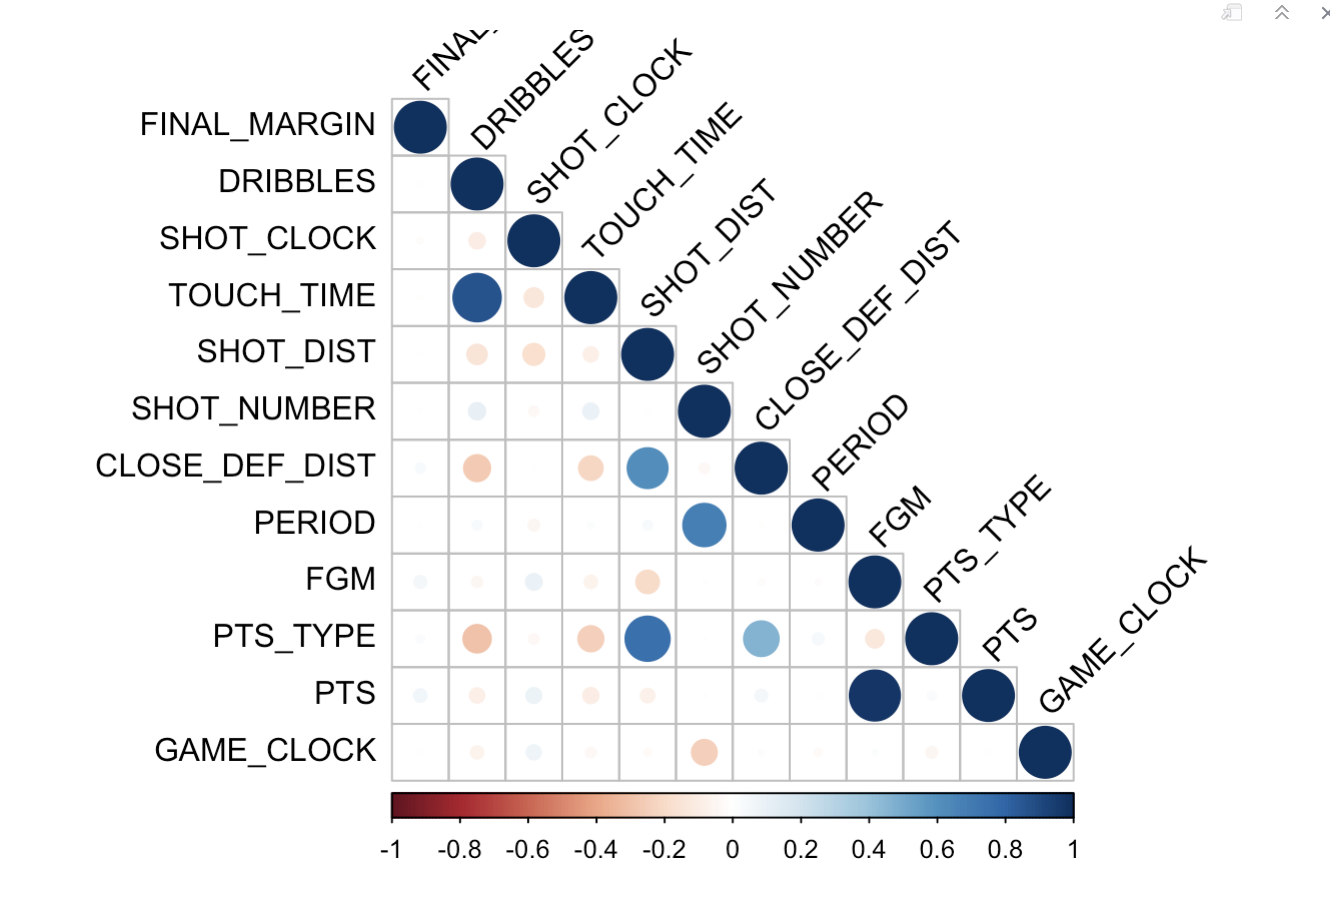 DRIBBLES
SHOT_CLOCK
TOUCH_TIME
SHOT_DIST
SHOT_NUMBER
CLOSE_DEF_DIST
PERIOD
FGM
PTS_TYPE
PTS
GAME_CLOCK
FINAL_MARGIN
DRIBBLES
SHOT_CLOCK
TOUCH_TIME
SHOT_DIST
SHOT_NUMBER
CLOSE_DEF_DIST
PERIOD
FGM
PTS_TYPE
PTS
GAME_CLOCK
-1 -0.8 -0.6 -0.4 -0.2 0 0.2 0.4 0.6 0.8 1